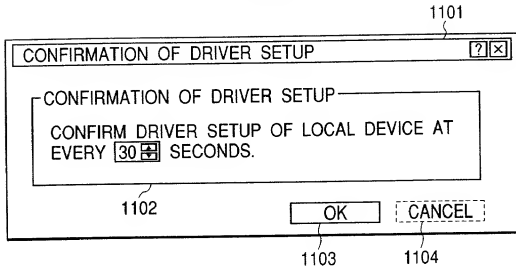 1101
CONFIRMATION OF DRIVER SETUP ? ×
CONFIRMATION OF DRIVER SETUP
CONFIRM DRIVER SETUP OF LOCAL DEVICE AT
EVERY 30 SECONDS.
1102
OK CANCEL
1103 1104